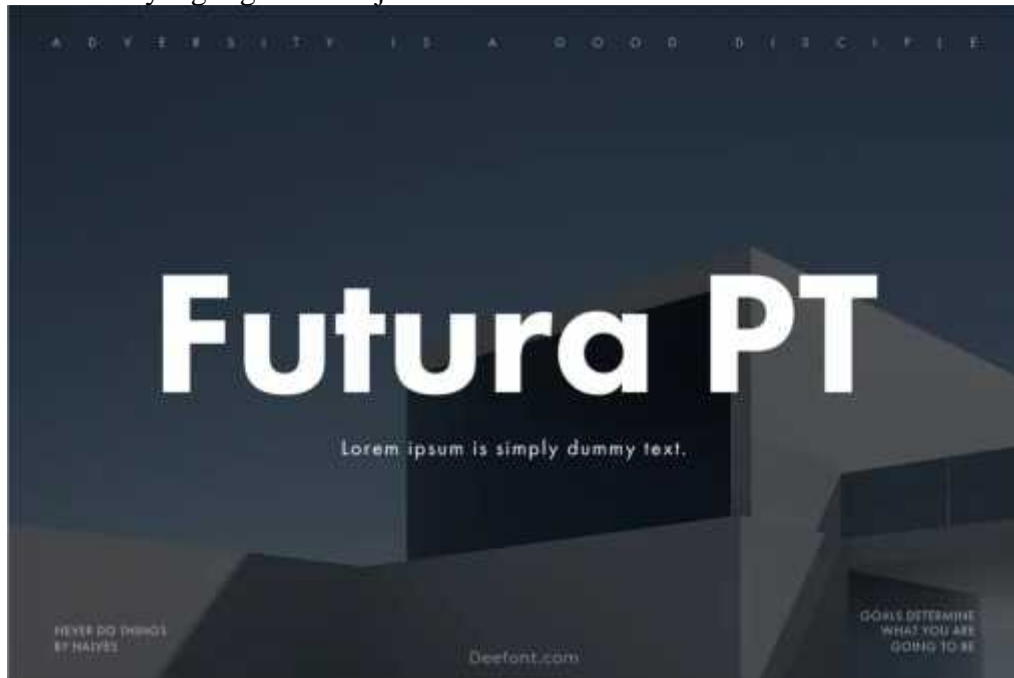 ADVERSITY IS A GOOD DISCIPLE
Futura PT
Lorem ipsum is simply dummy text.
NEVER DO THINGS
BY HALVES
GOALS DETERMINE
WHAT YOU ARE
GOING TO BE
Deefont.com